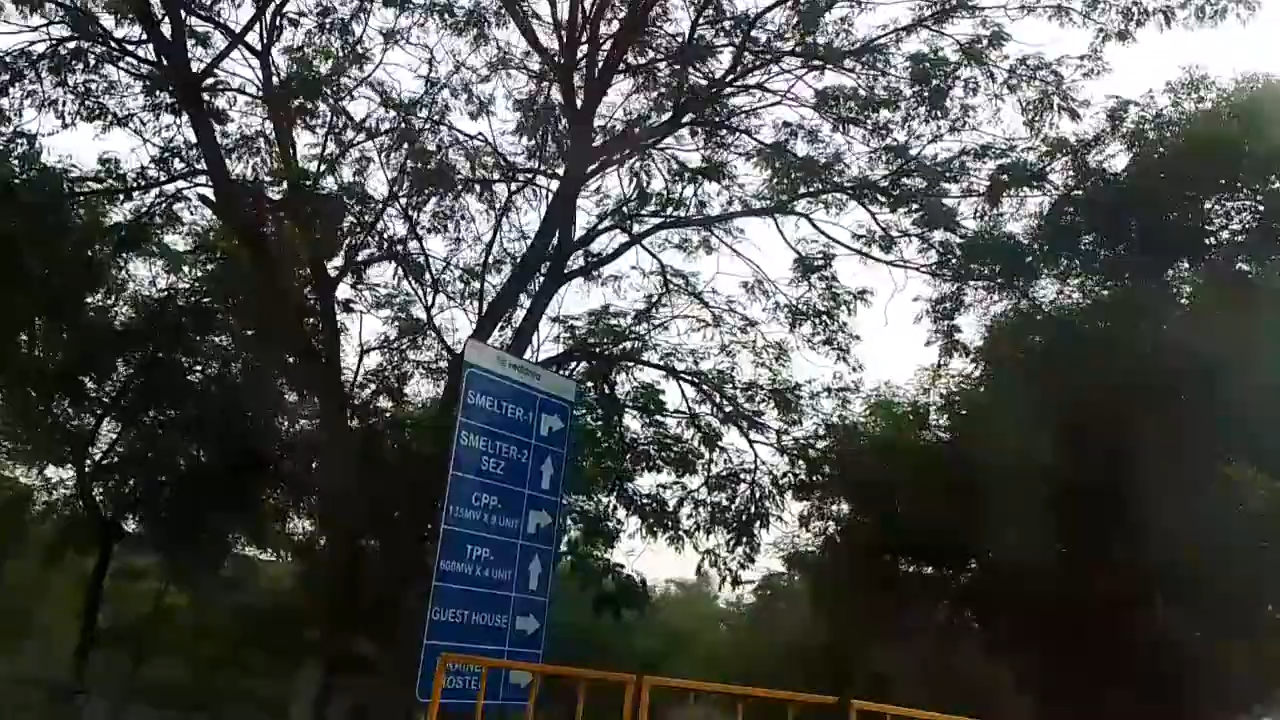 vedanta
SMELTER-1
SMELTER-2
SEZ
CPP-
135MW X 9 UNIT
TPP-
600MW X 4 UNIT
GUEST HOUSE